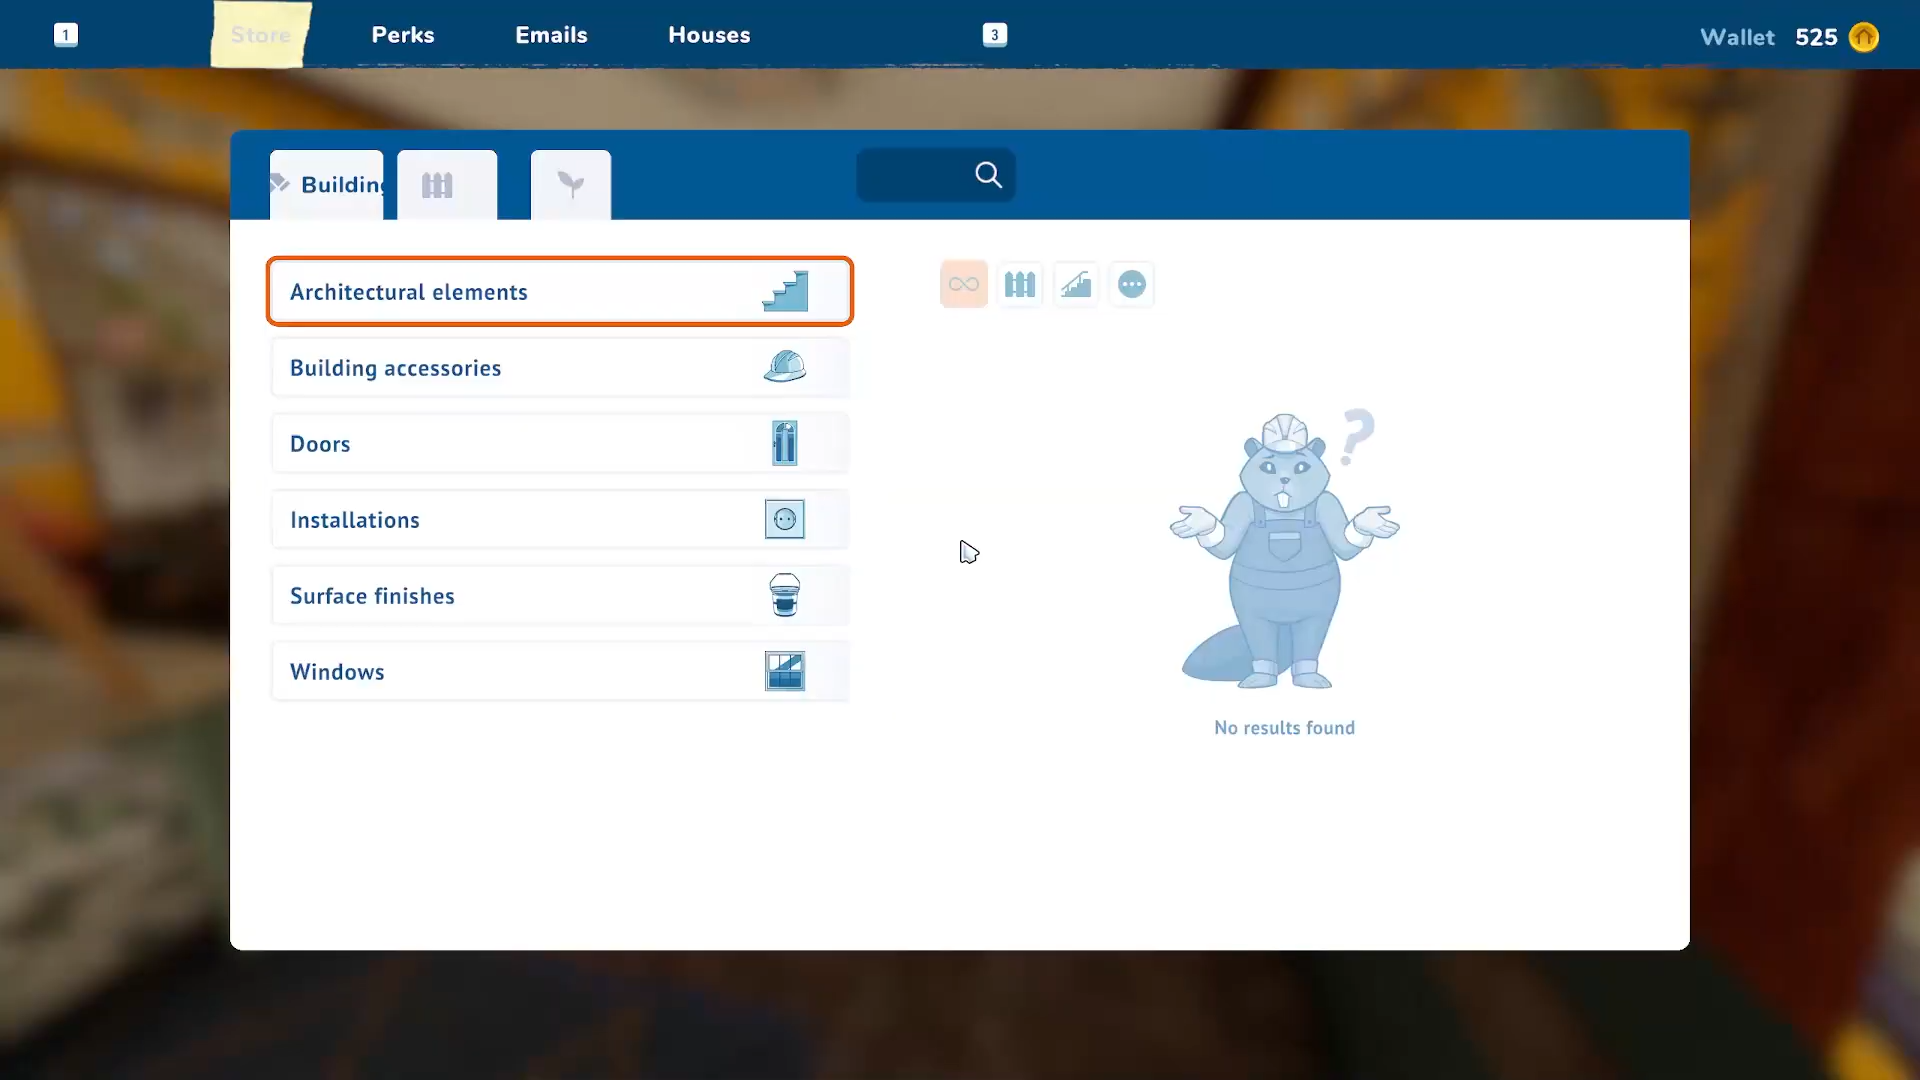 1
Store
Perks
Emails
Houses
3
Wallet 525
Building
Architectural elements
Building accessories
Doors
Installations
Surface finishes
Windows
?
No results found